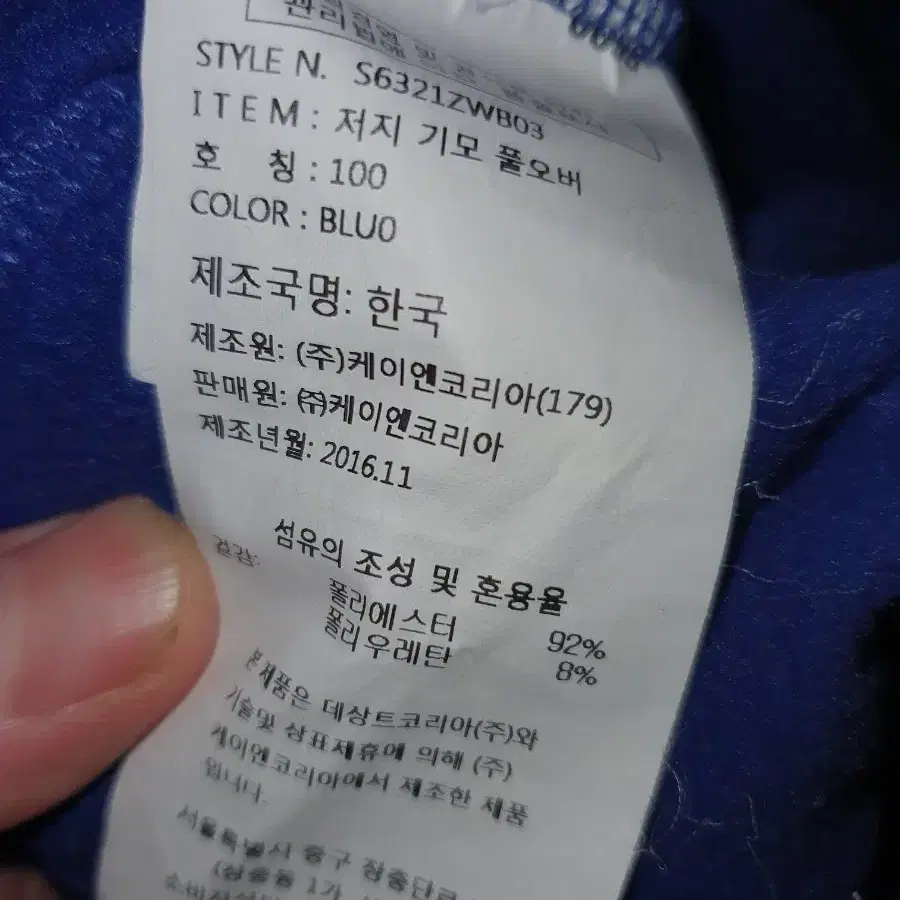 STYLE N. S6321ZWB03
ITEM : 저지 기모 풀오버
호 칭 : 100
COLOR : BLU0
제조국명: 한국
제조원: (주)케이엔코리아(179)
판매원: ㈜케이엔코리아
제조년월: 2016.11
섬유의 조성 및 혼용율
겉감:
폴리에스터 92%
폴리우레탄 8%
본제품은 데상트코리아(주)와
기술및 상표제휴에 의해 (주)
케이엔코리아에서 제조한 제품
입니다.
서울특별시 중구 장충단로